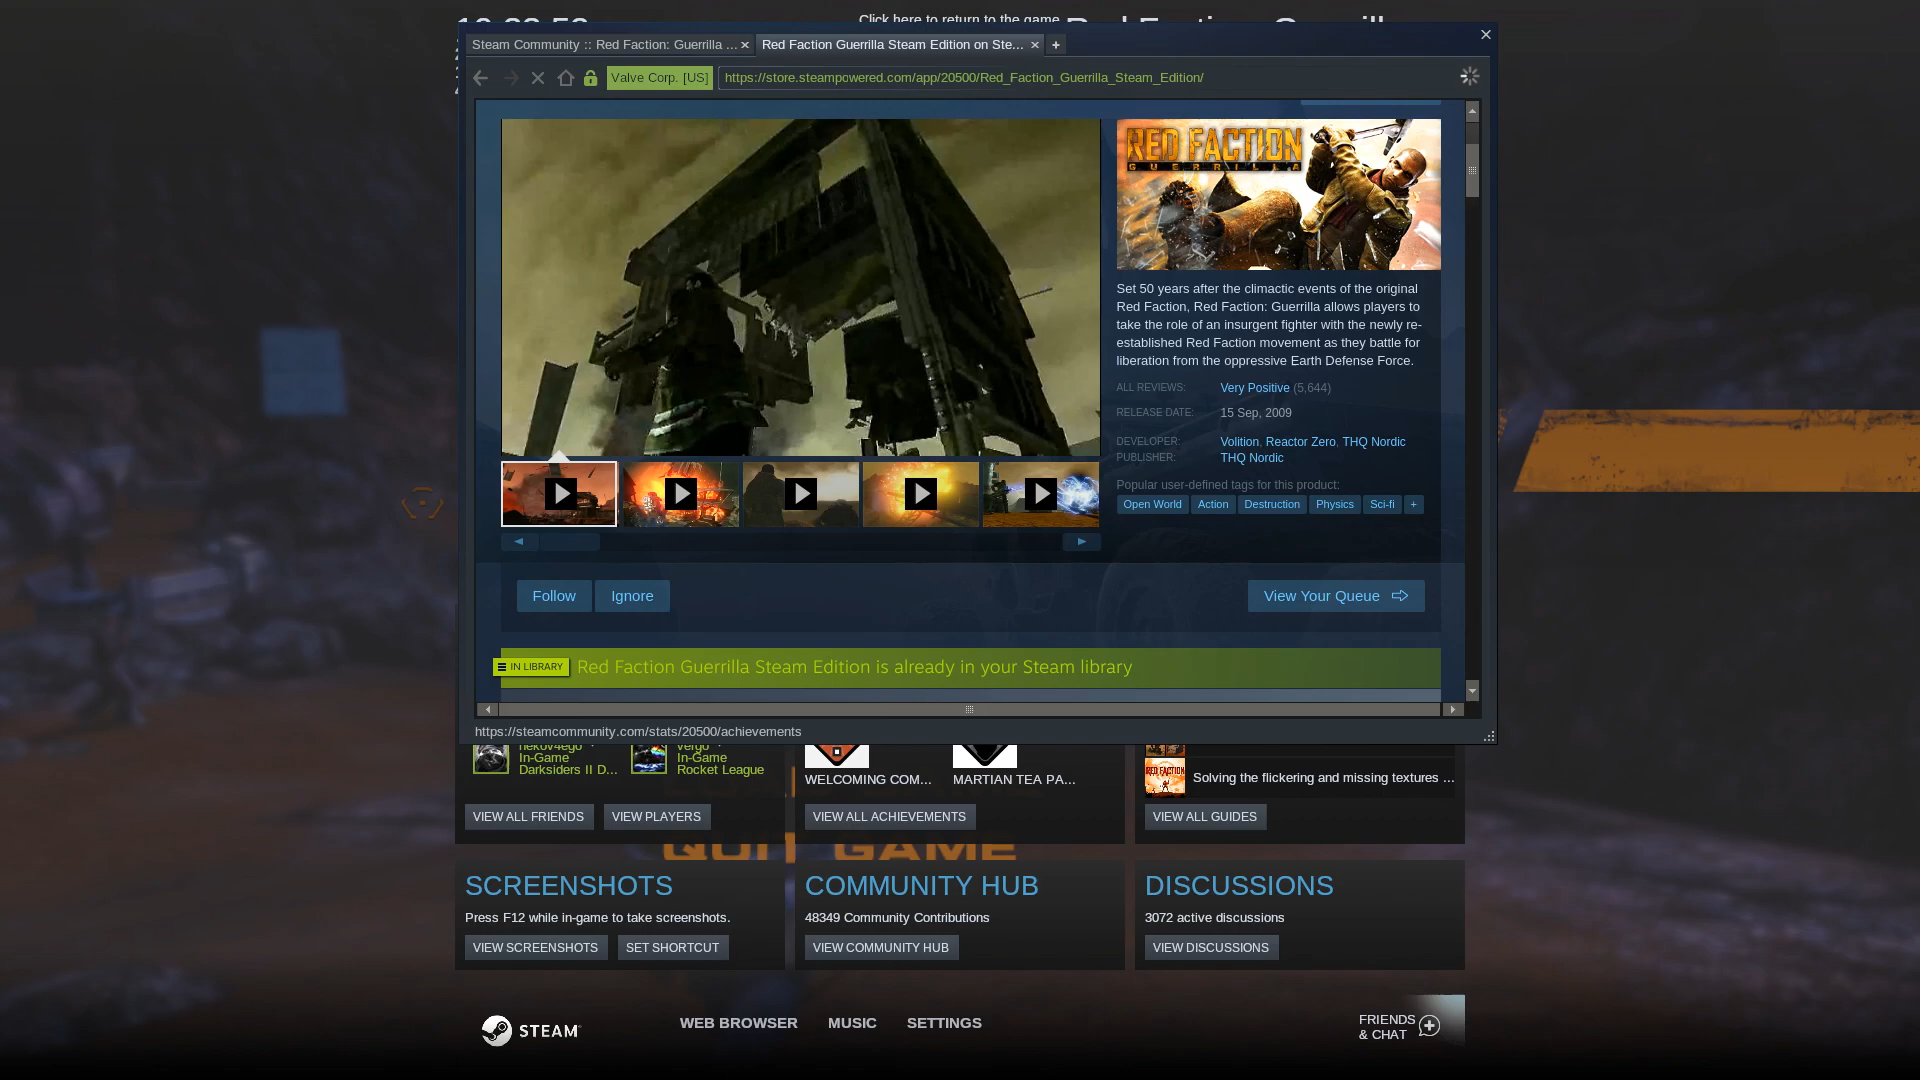 Click here to return to the game
Steam Community :: Red Faction: Guerrilla ...
Red Faction Guerrilla Steam Edition on Ste...
+
Valve Corp. [US]
https://store.steampowered.com/app/20500/Red_Faction_Guerrilla_Steam_Edition/
RED FACTION
GUERRILLA
Set 50 years after the climactic events of the original
Red Faction, Red Faction: Guerrilla allows players to
take the role of an insurgent fighter with the newly re-
established Red Faction movement as they battle for
liberation from the oppressive Earth Defense Force.
ALL REVIEWS: Very Positive (5,644)
RELEASE DATE: 15 Sep, 2009
DEVELOPER: Volition, Reactor Zero, THQ Nordic
PUBLISHER: THQ Nordic
Popular user-defined tags for this product:
Open World Action Destruction Physics Sci-fi +
Follow Ignore View Your Queue
IN LIBRARY Red Faction Guerrilla Steam Edition is already in your Steam library
https://steamcommunity.com/stats/20500/achievements
nekov4ego
In-Game
Darksiders II D...
vergo
In-Game
Rocket League
WELCOMING COM...
MARTIAN TEA PA...
RED FACTION
Solving the flickering and missing textures ...
VIEW ALL FRIENDS VIEW PLAYERS VIEW ALL ACHIEVEMENTS VIEW ALL GUIDES
QUIT GAME
SCREENSHOTS
Press F12 while in-game to take screenshots.
VIEW SCREENSHOTS SET SHORTCUT
COMMUNITY HUB
48349 Community Contributions
VIEW COMMUNITY HUB
DISCUSSIONS
3072 active discussions
VIEW DISCUSSIONS
STEAM
WEB BROWSER MUSIC SETTINGS
FRIENDS
& CHAT